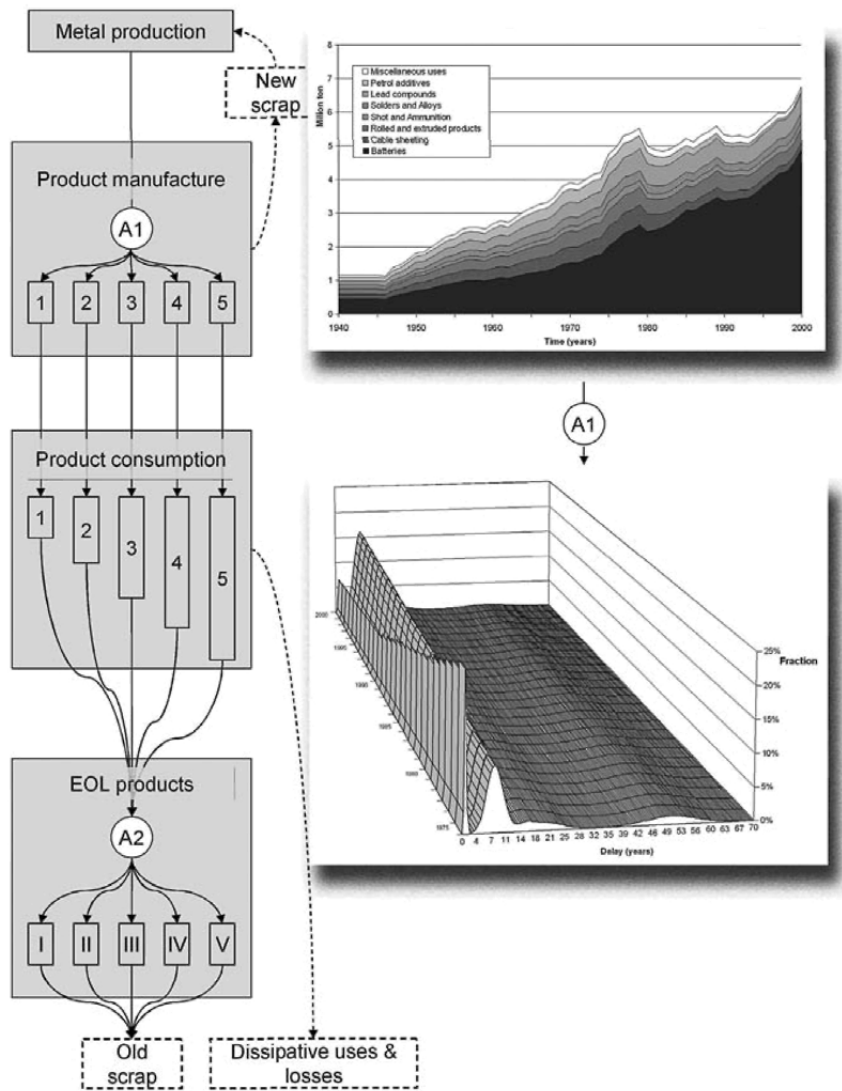 Metal production
New
scrap
Product manufacture
A1
1
2
3
4
5
Product consumption
1
2
3
4
5
EOL products
A2
I
II
III
IV
V
Old
scrap
Dissipative uses &
losses
Million ton
8
7
6
5
4
3
2
1
0
Miscellaneous uses
Petrol additives
Lead compounds
Solders and Alloys
Shot and Ammunition
Rolled and extruded products
Cable sheeting
Batteries
1940
1950
1960
1970
1980
1990
2000
Time (years)
A1
2000
1995
1990
1985
1980
1975
25%
Fraction
20%
15%
10%
5%
0%
0 4 7 11 14 18 21 25 28 32 35 39 42 46 49 53 56 60 63 67 70
Delay (years)